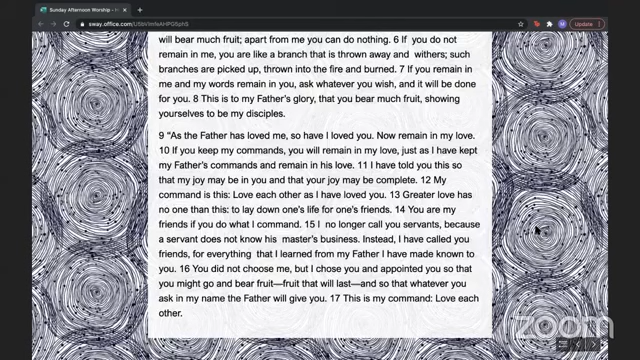 Sunday Afternoon Worship
sway.office.com/U5bVImfeAHPG5phS
Update
will bear much fruit; apart from me you can do nothing. 6 If you do not
remain in me, you are like a branch that is thrown away and withers; such
branches are picked up, thrown into the fire and burned. 7 If you remain in
me and my words remain in you, ask whatever you wish, and it will be done
for you. 8 This is to my Father's glory, that you bear much fruit, showing
yourselves to be my disciples.
9 "As the Father has loved me, so have I loved you. Now remain in my love.
10 If you keep my commands, you will remain in my love, just as I have kept
my Father's commands and remain in his love. 11 I have told you this so
that my joy may be in you and that your joy may be complete. 12 My
command is this: Love each other as I have loved you. 13 Greater love has
no one than this: to lay down one's life for one's friends. 14 You are my
friends if you do what I command. 15 I no longer call you servants, because
a servant does not know his master's business. Instead, I have called you
friends, for everything that I learned from my Father I have made known to
you. 16 You did not choose me, but I chose you and appointed you so that
you might go and bear fruit—fruit that will last—and so that whatever you
ask in my name the Father will give you. 17 This is my command: Love each
other.
zoom